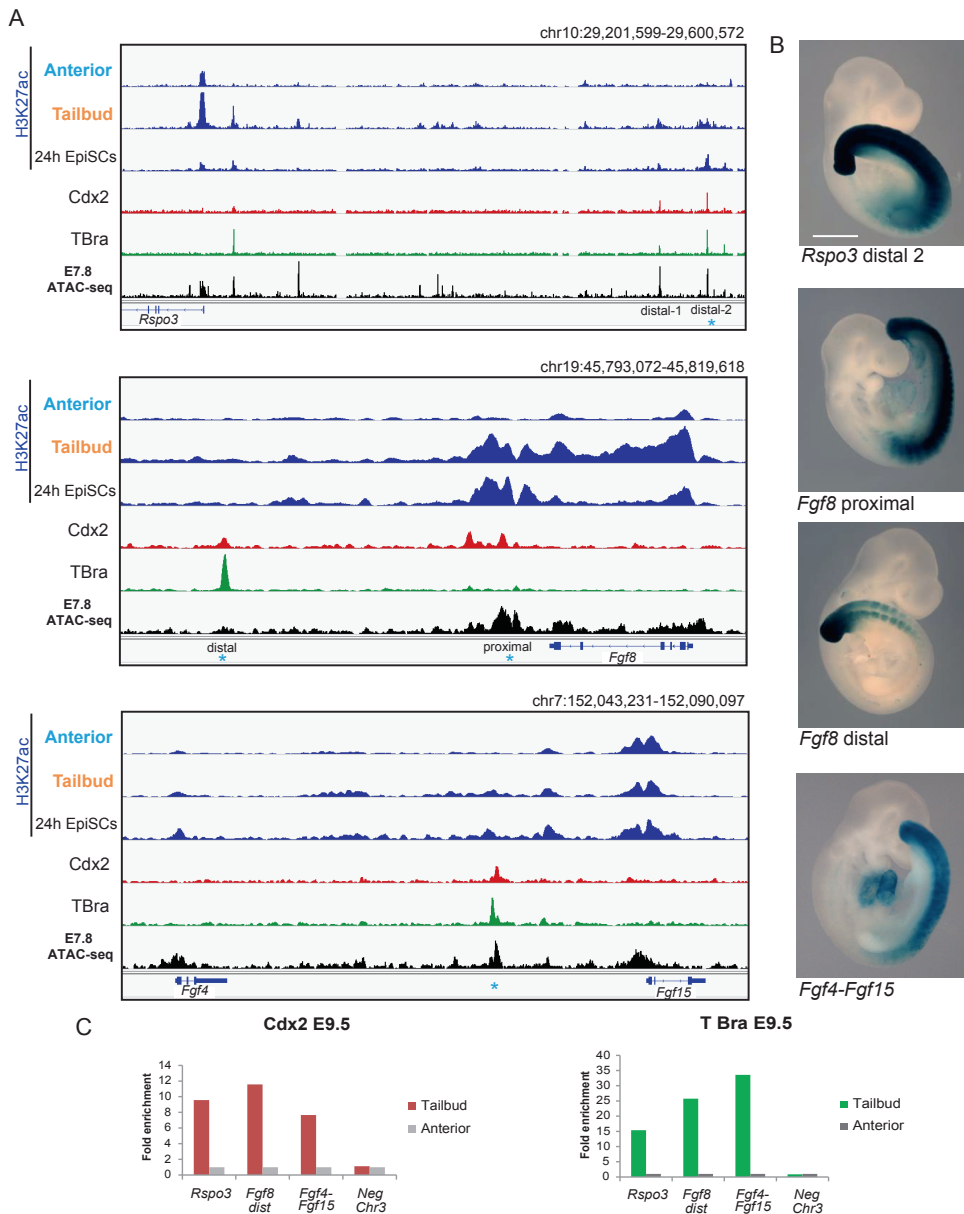 A
B
chr10:29,201,599-29,600,572
H3K27ac
Anterior
Tailbud
24h EpiSCs
Cdx2
TBra
E7.8
ATAC-seq
Rspo3
distal-1
distal-2
*
Rspo3 distal 2
chr19:45,793,072-45,819,618
H3K27ac
Anterior
Tailbud
24h EpiSCs
Cdx2
TBra
E7.8
ATAC-seq
distal
*
proximal
*
Fgf8
Fgf8 proximal
Fgf8 distal
chr7:152,043,231-152,090,097
H3K27ac
Anterior
Tailbud
24h EpiSCs
Cdx2
TBra
E7.8
ATAC-seq
Fgf4
*
Fgf15
Fgf4-Fgf15
C
Cdx2 E9.5
Fold enrichment
14
12
10
8
6
4
2
0
Rspo3
Fgf8
dist
Fgf4-
Fgf15
Neg
Chr3
Tailbud
Anterior
T Bra E9.5
Fold enrichment
40
35
30
25
20
15
10
5
0
Rspo3
Fgf8
dist
Fgf4-
Fgf15
Neg
Chr3
Tailbud
Anterior